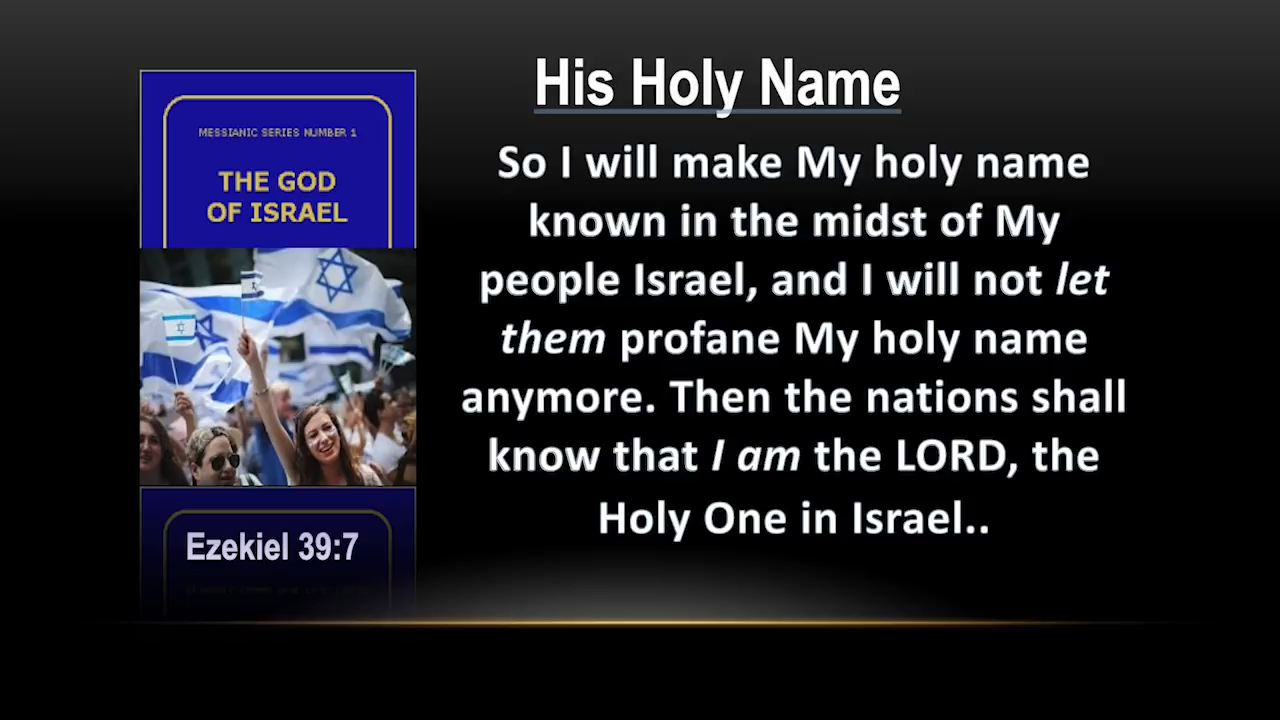 MESSIANIC SERIES NUMBER 1
THE GOD
OF ISRAEL
Ezekiel 39:7
His Holy Name
So I will make My holy name
known in the midst of My
people Israel, and I will not let
them profane My holy name
anymore. Then the nations shall
know that I am the LORD, the
Holy One in Israel..